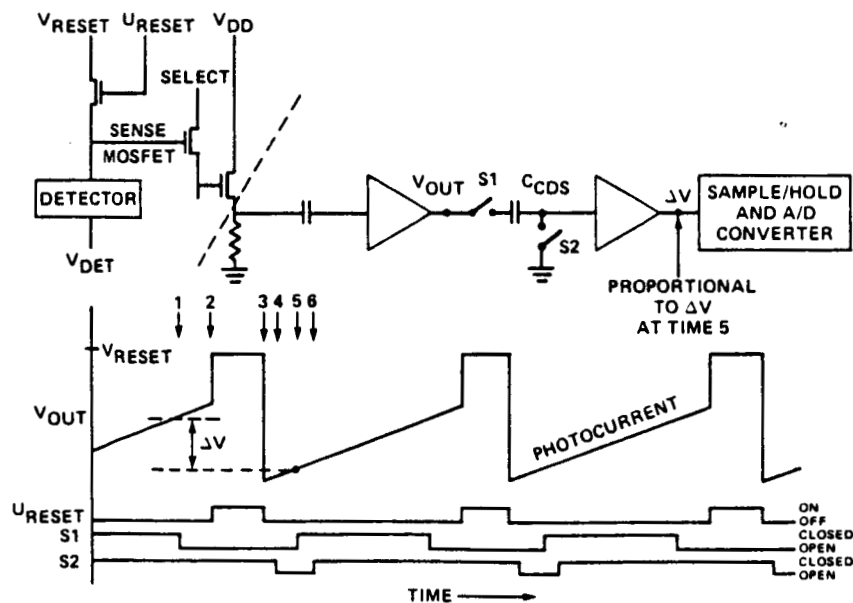 VRESET URESET VDD
SELECT
SENSE
MOSFET
DETECTOR
VDET
VOUT S1 CCDS
S2
ΔV
SAMPLE/HOLD
AND A/D
CONVERTER
PROPORTIONAL
TO ΔV
AT TIME 5
1 2 3 4 5 6
VRESET
VOUT
ΔV
PHOTOCURRENT
URESET
ON
OFF
S1
CLOSED
OPEN
S2
CLOSED
OPEN
TIME